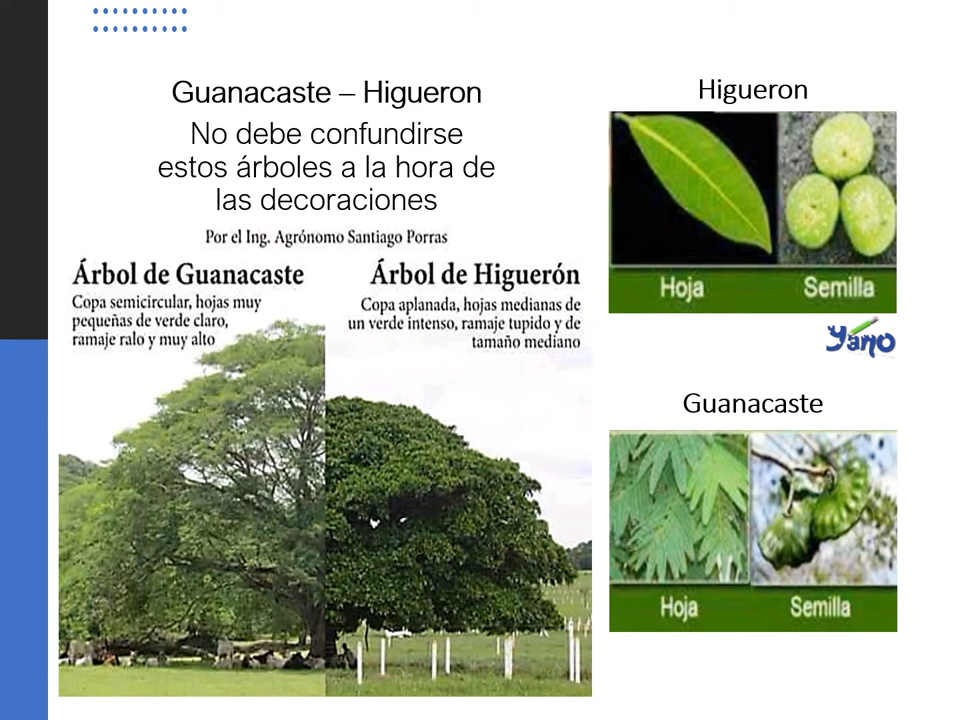 Guanacaste – Higueron
No debe confundirse
estos árboles a la hora de
las decoraciones
Por el Ing. Agrónomo Santiago Porras
Árbol de Guanacaste
Copa semicircular, hojas muy
pequeñas de verde claro,
ramaje ralo y muy alto
Árbol de Higuerón
Copa aplanada, hojas medianas de
un verde intenso, ramaje tupido y de
tamaño mediano
Higueron
Hoja
Semilla
Yano
Guanacaste
Hoja
Semilla